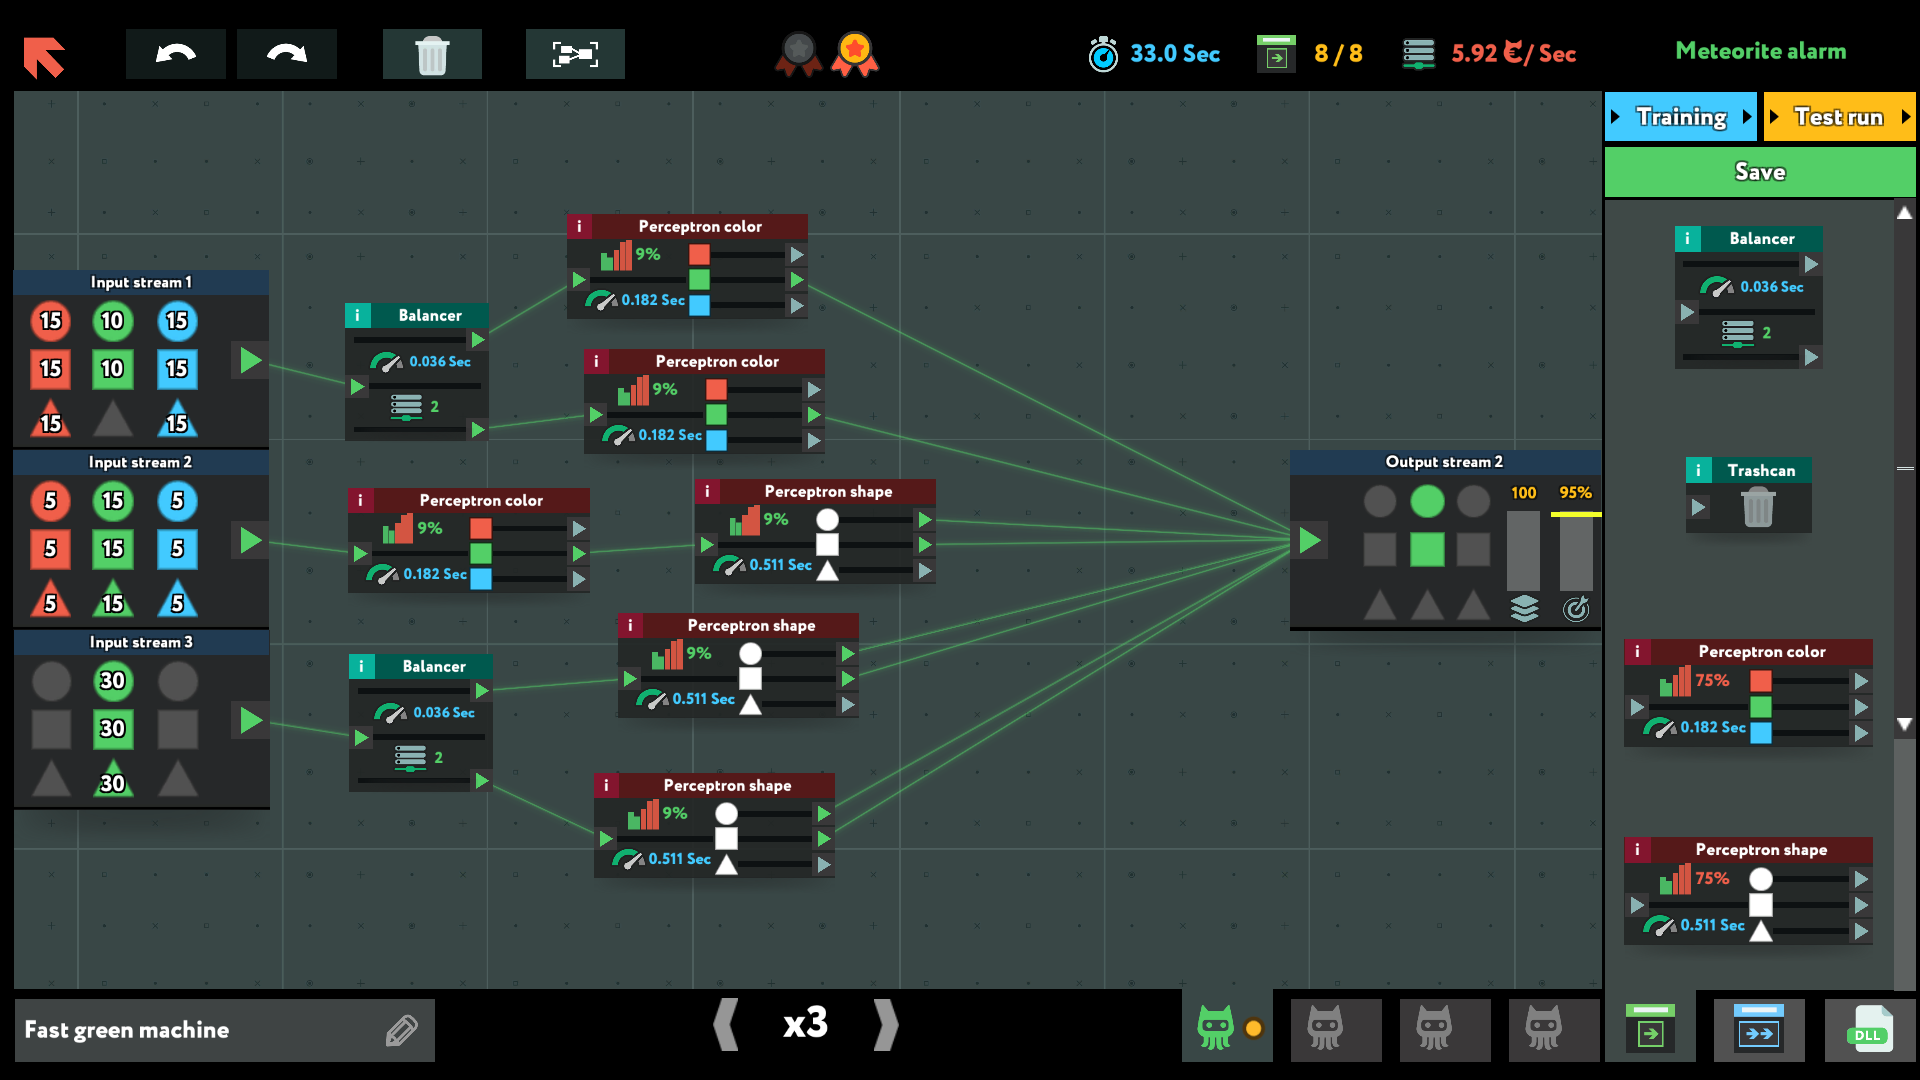 33.0 Sec
8 / 8
5.92 €/ Sec
Meteorite alarm
Training
Test run
Save
Input stream 1
15 10 15
15 10 15
15 15
Input stream 2
5 15 5
5 15 5
5 15 5
Input stream 3
30
30
30
i Balancer
0.036 Sec
2
i Balancer
0.036 Sec
2
i Perceptron color
9%
0.182 Sec
i Perceptron color
9%
0.182 Sec
i Perceptron color
9%
0.182 Sec
i Perceptron shape
9%
0.511 Sec
i Perceptron shape
9%
0.511 Sec
i Perceptron shape
9%
0.511 Sec
Output stream 2
100 95%
i Balancer
0.036 Sec
2
i Trashcan
i Perceptron color
75%
0.182 Sec
i Perceptron shape
75%
0.511 Sec
Fast green machine
x3
DLL